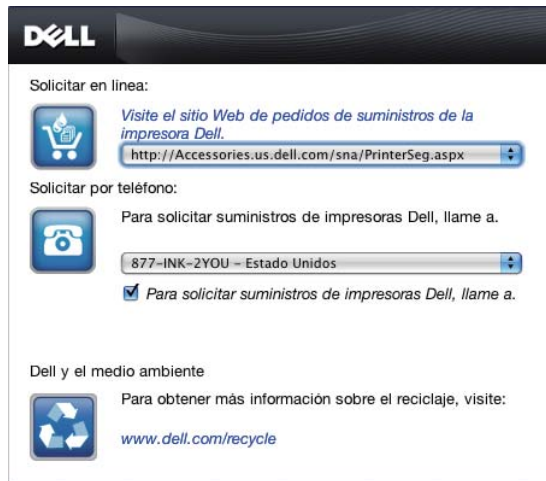 DELL
Solicitar en línea:
Visite el sitio Web de pedidos de suministros de la
impresora Dell.
http://Accessories.us.dell.com/sna/PrinterSeg.aspx
Solicitar por teléfono:
Para solicitar suministros de impresoras Dell, llame a.
877-INK-2YOU - Estado Unidos
Para solicitar suministros de impresoras Dell, llame a.
Dell y el medio ambiente
Para obtener más información sobre el reciclaje, visite:
www.dell.com/recycle